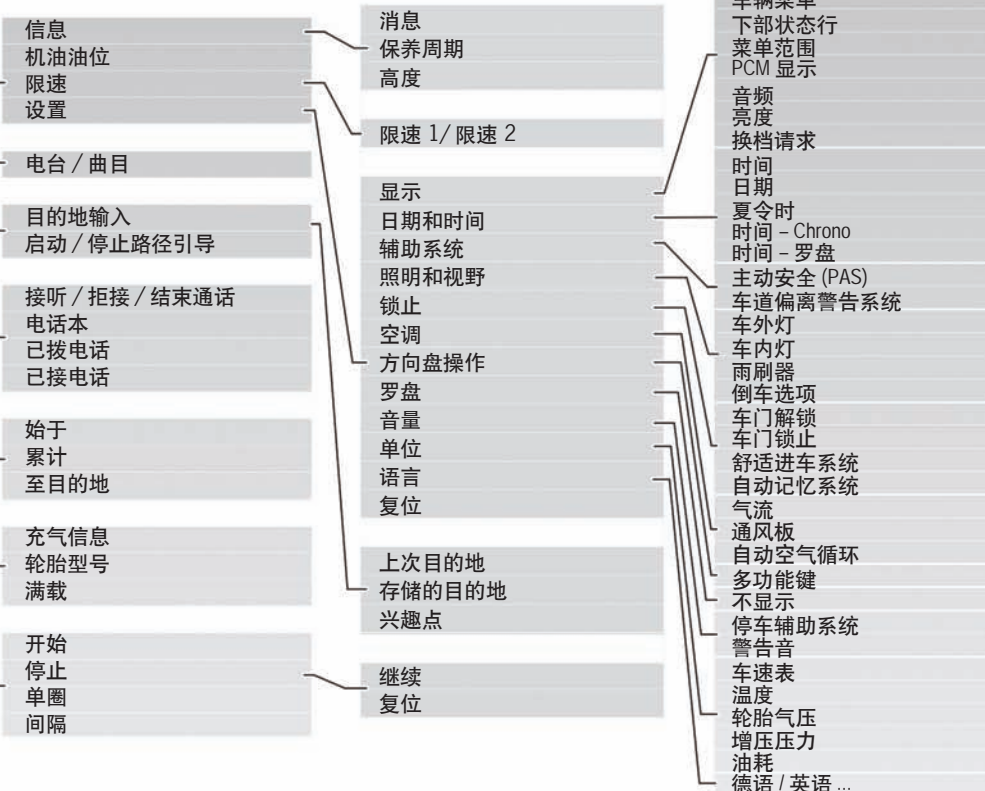 信息
机油油位
限速
设置
电台 / 曲目
目的地输入
启动 / 停止路径引导
接听 / 拒接 / 结束通话
电话本
已拨电话
已接电话
始于
累计
至目的地
充气信息
轮胎型号
满载
开始
停止
单圈
间隔
消息
保养周期
高度
限速 1/ 限速 2
显示
日期和时间
辅助系统
照明和视野
锁止
空调
方向盘操作
罗盘
音量
单位
语言
复位
上次目的地
存储的目的地
兴趣点
继续
复位
车辆菜单
下部状态行
菜单范围
PCM 显示
音频
亮度
换档请求
时间
日期
夏令时
时间 – Chrono
时间 – 罗盘
主动安全 (PAS)
车道偏离警告系统
车外灯
车内灯
雨刷器
倒车选项
车门解锁
车门锁止
舒适进车系统
自动记忆系统
气流
通风板
自动空气循环
多功能键
不显示
停车辅助系统
警告音
车速表
温度
轮胎气压
增压压力
油耗
德语 / 英语 ...